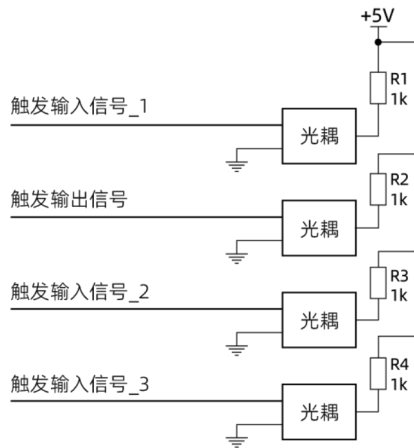 +5V
R1
1k
触发输入信号_1
光耦
R2
1k
触发输出信号
光耦
R3
1k
触发输入信号_2
光耦
R4
1k
触发输入信号_3
光耦